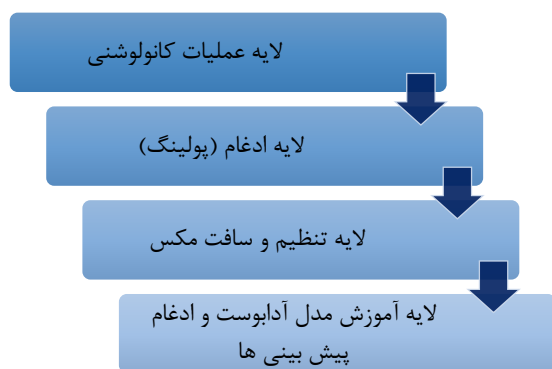 لایه عملیات کانولوشنی
لایه ادغام (پولینگ)
لایه تنظیم و سافت مکس
لایه آموزش مدل آدابوست و ادغام
پیش بینی ها